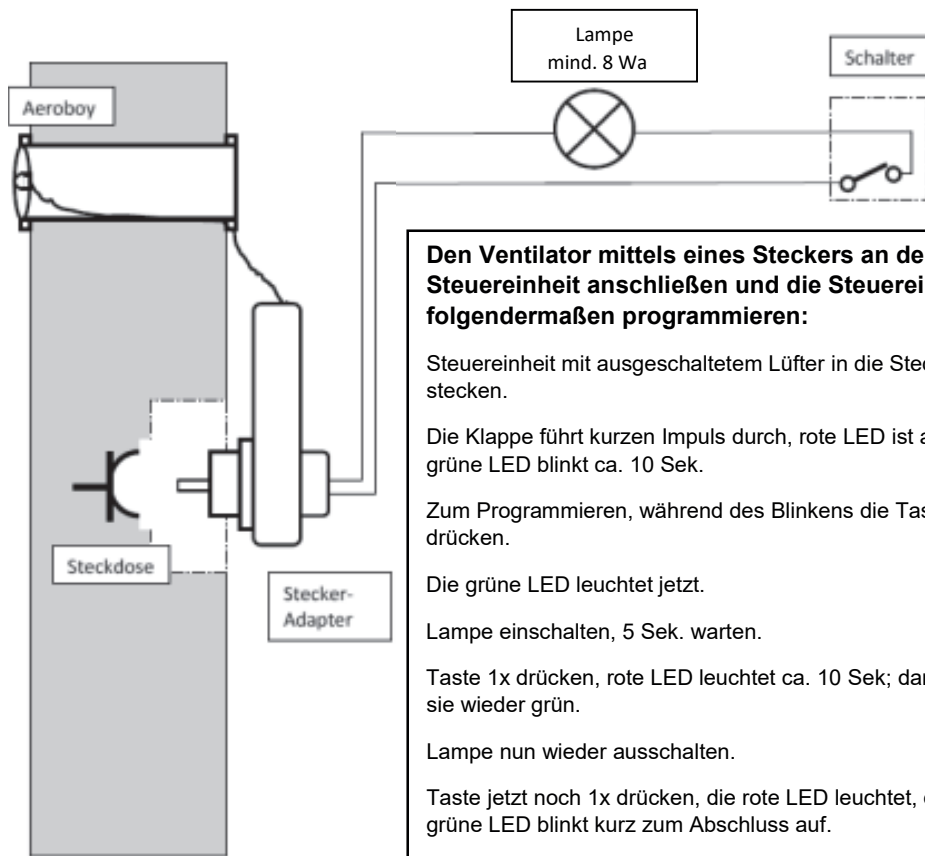 Lampe
mind. 8 Wa
Schalter
Aeroboy
Den Ventilator mittels eines Steckers an de
Steuereinheit anschließen und die Steuerei
folgendermaßen programmieren:
Steuereinheit mit ausgeschaltetem Lüfter in die Stec
stecken.
Die Klappe führt kurzen Impuls durch, rote LED ist a
grüne LED blinkt ca. 10 Sek.
Zum Programmieren, während des Blinkens die Tas
drücken.
Steckdose
Die grüne LED leuchtet jetzt.
Stecker-
Adapter
Lampe einschalten, 5 Sek. warten.
Taste 1x drücken, rote LED leuchtet ca. 10 Sek; dar
sie wieder grün.
Lampe nun wieder ausschalten.
Taste jetzt noch 1x drücken, die rote LED leuchtet,
grüne LED blinkt kurz zum Abschluss auf.